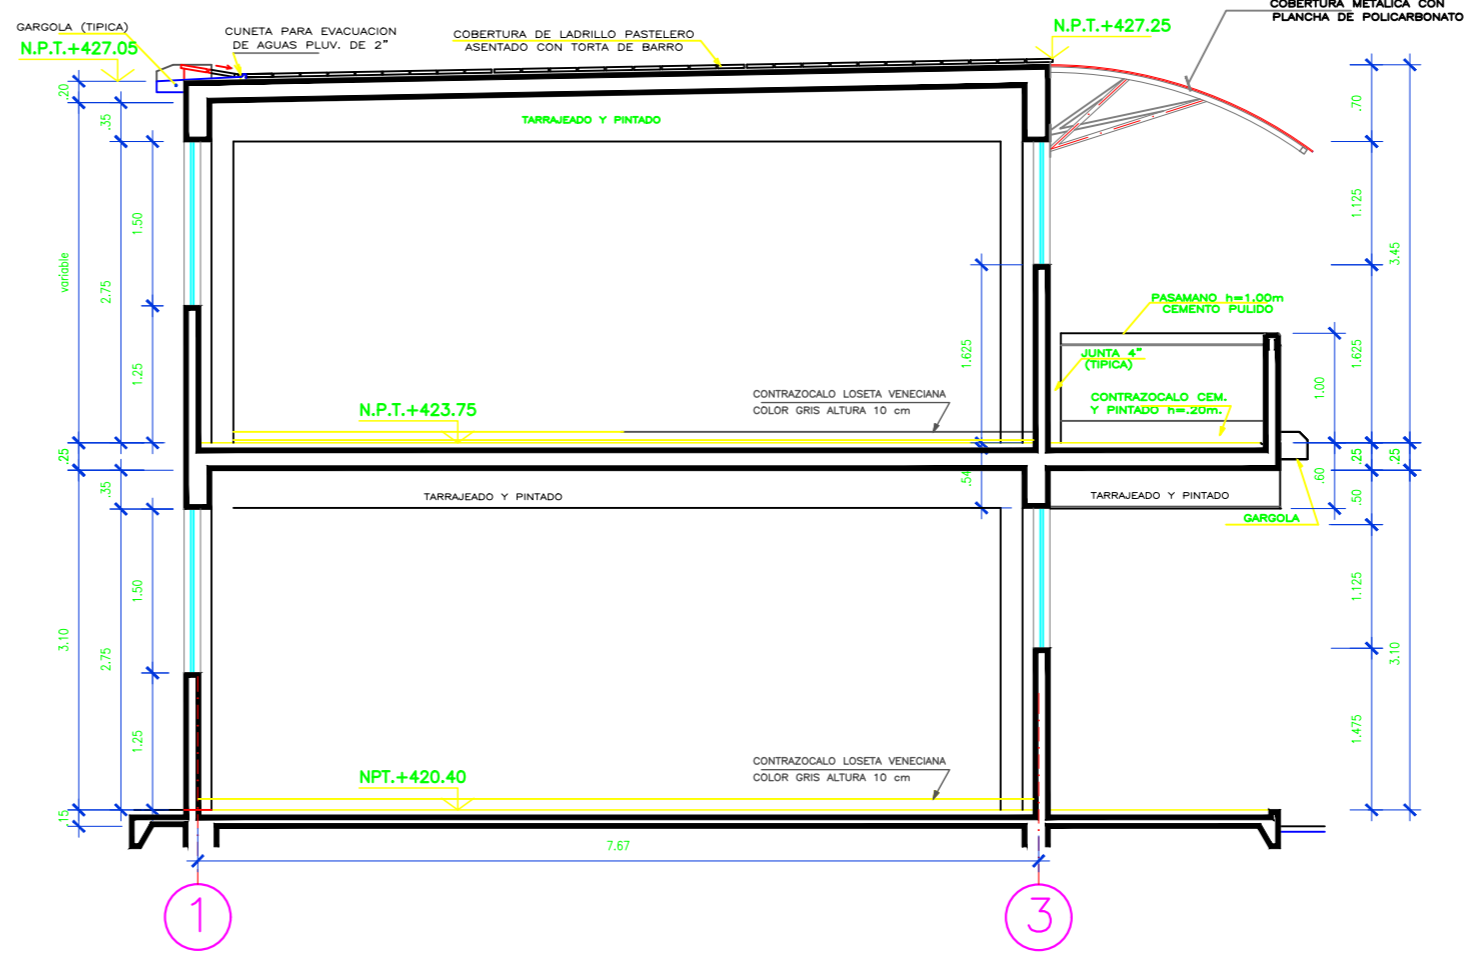 COBERTURA METALICA CON
PLANCHA DE POLICARBONATO
GARGOLA (TIPICA)
N.P.T.+427.05
CUNETA PARA EVACUACION
DE AGUAS PLUV. DE 2"
COBERTURA DE LADRILLO PASTELERO
ASENTADO CON TORTA DE BARRO
N.P.T.+427.25
TARRAJEADO Y PINTADO
.20
.35
1.50
variable
2.75
1.25
.70
1.125
3.45
1.625
1.625
1.00
PASAMANO h=1.00m
CEMENTO PULIDO
JUNTA 4"
(TIPICA)
CONTRAZOCALO CEM.
Y PINTADO h=.20m.
CONTRAZOCALO LOSETA VENECIANA
COLOR GRIS ALTURA 10 cm
N.P.T.+423.75
.25
.35
.54
.60
.25
.25
.50
TARRAJEADO Y PINTADO
TARRAJEADO Y PINTADO
GARGOLA
1.50
3.10
2.75
1.25
1.125
3.10
1.475
CONTRAZOCALO LOSETA VENECIANA
COLOR GRIS ALTURA 10 cm
NPT.+420.40
.15
7.67
1
3